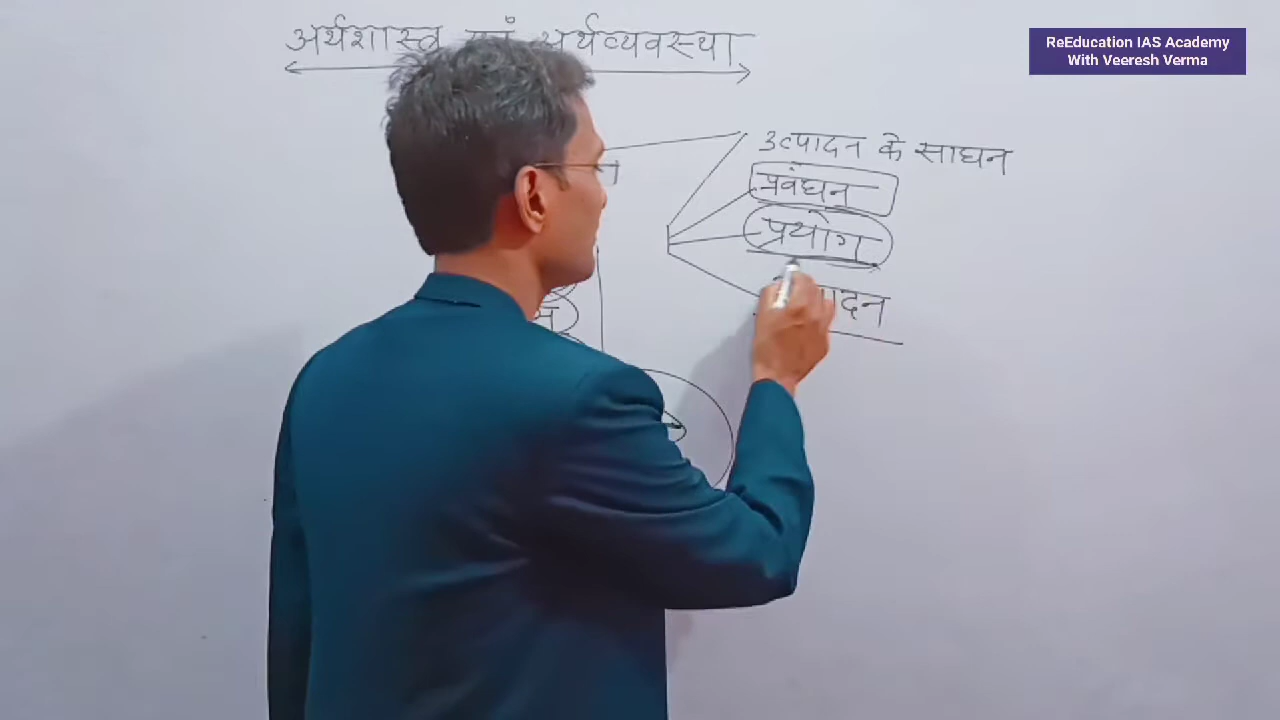 अर्थशास्त्र एवं अर्थव्यवस्था
ReEducation IAS Academy
With Veeresh Verma
उत्पादन के साधन
प्रबंधन
प्रयोग